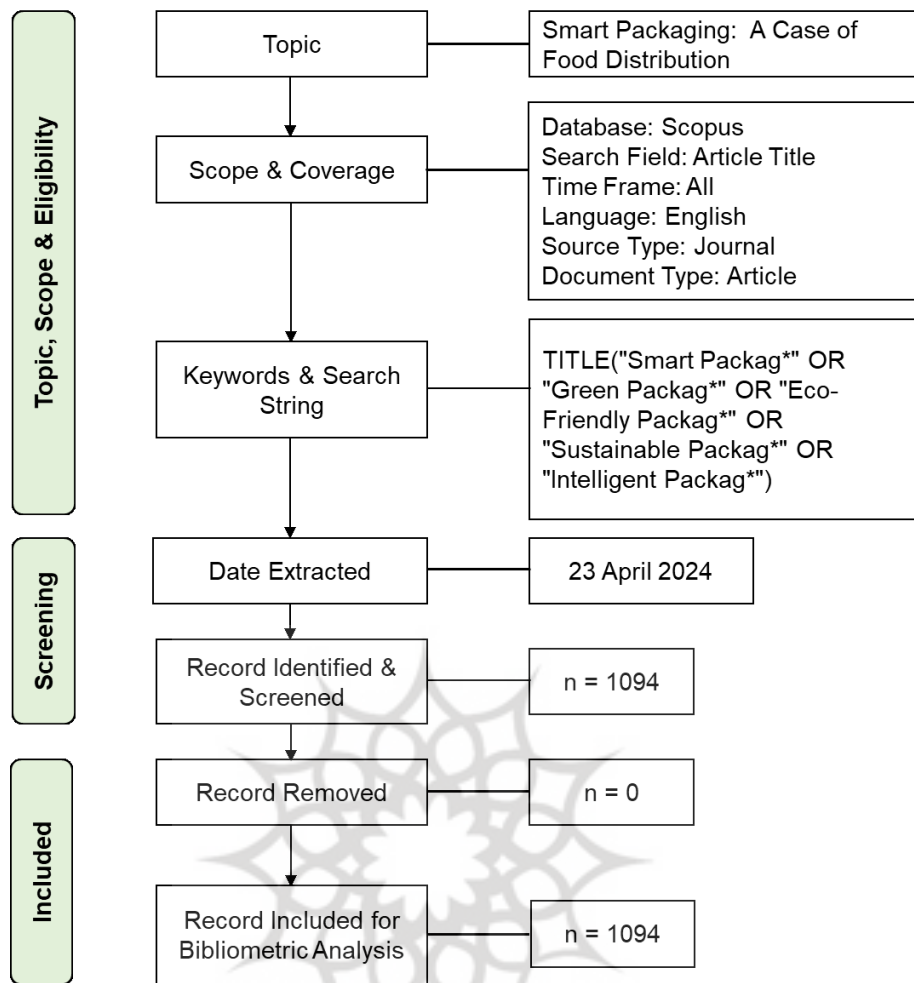 Topic, Scope & Eligibility
Topic
Smart Packaging: A Case of
Food Distribution
Scope & Coverage
Database: Scopus
Search Field: Article Title
Time Frame: All
Language: English
Source Type: Journal
Document Type: Article
Keywords & Search
String
TITLE("Smart Packag*" OR
"Green Packag*" OR "Eco-
Friendly Packag*" OR
"Sustainable Packag*" OR
"Intelligent Packag*")
Screening
Date Extracted
23 April 2024
Record Identified &
Screened
n = 1094
Included
Record Removed
n = 0
Record Included for
Bibliometric Analysis
n = 1094